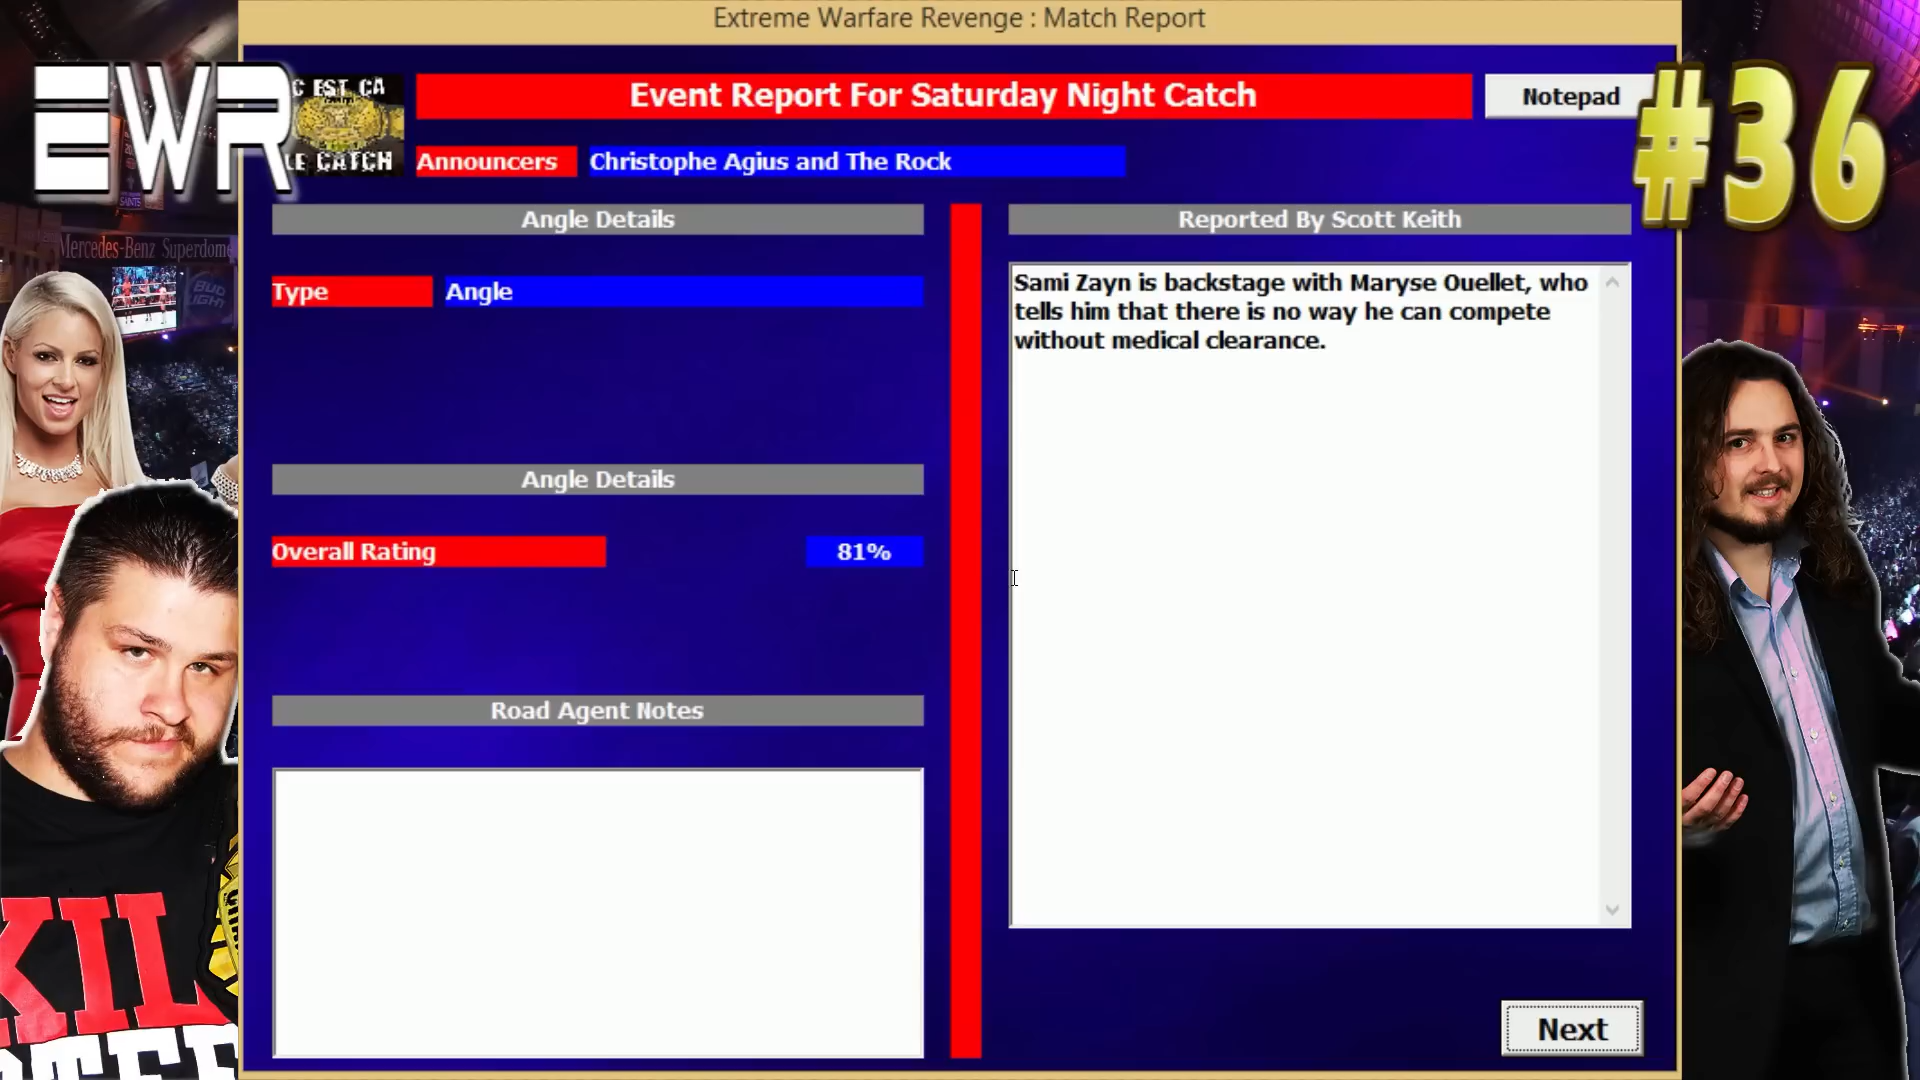 Extreme Warfare Revenge : Match Report
EWR
C EST CA
LE CATCH
Event Report For Saturday Night Catch
Notepad
#36
Announcers
Christophe Agius and The Rock
Angle Details
Reported By Scott Keith
Mercedes-Benz Superdome
BUD LIGHT
Type
Angle
Sami Zayn is backstage with Maryse Ouellet, who
tells him that there is no way he can compete
without medical clearance.
Angle Details
Overall Rating
81%
Road Agent Notes
KIL
Next